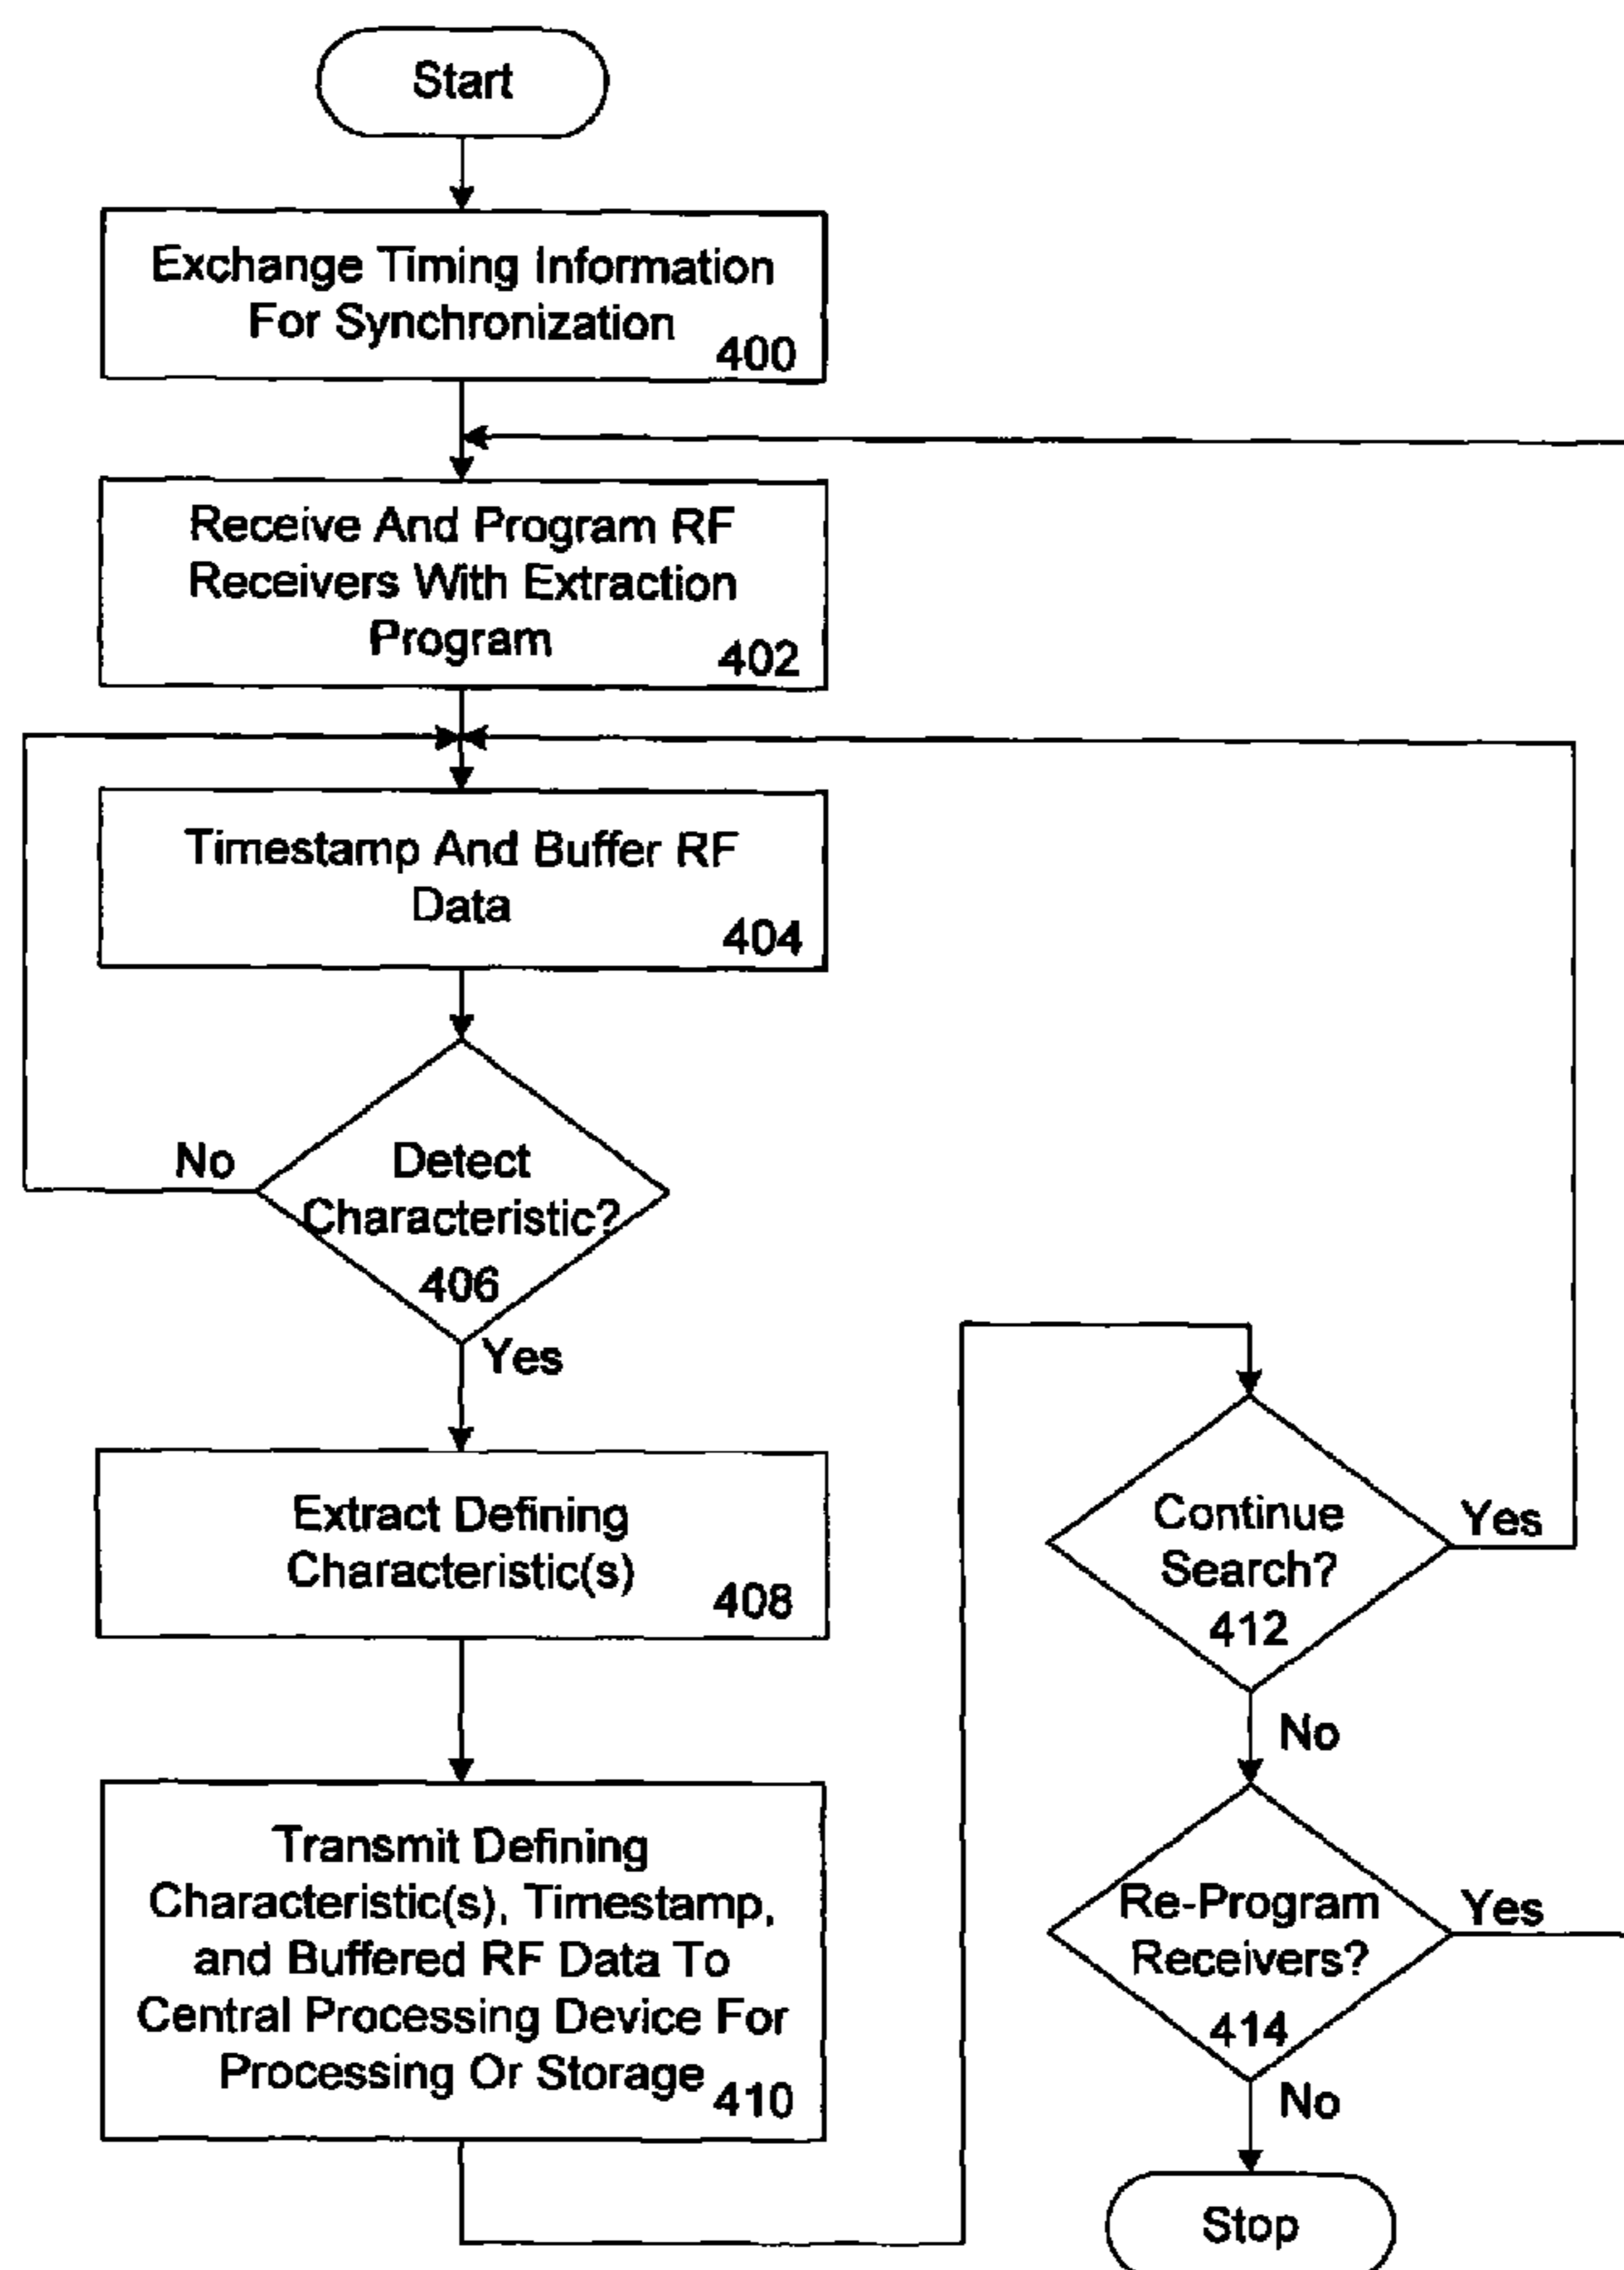 Start
Exchange Timing Information
For Synchronization
400
Receive And Program RF
Receivers With Extraction
Program
402
Timestamp And Buffer RF
Data
404
No
Detect
Characteristic?
406
Yes
Extract Defining
Characteristic(s)
408
Transmit Defining
Characteristic(s), Timestamp,
and Buffered RF Data To
Central Processing Device For
Processing Or Storage
410
Continue
Search?
412
Yes
No
Re-Program
Receivers?
414
Yes
No
Stop